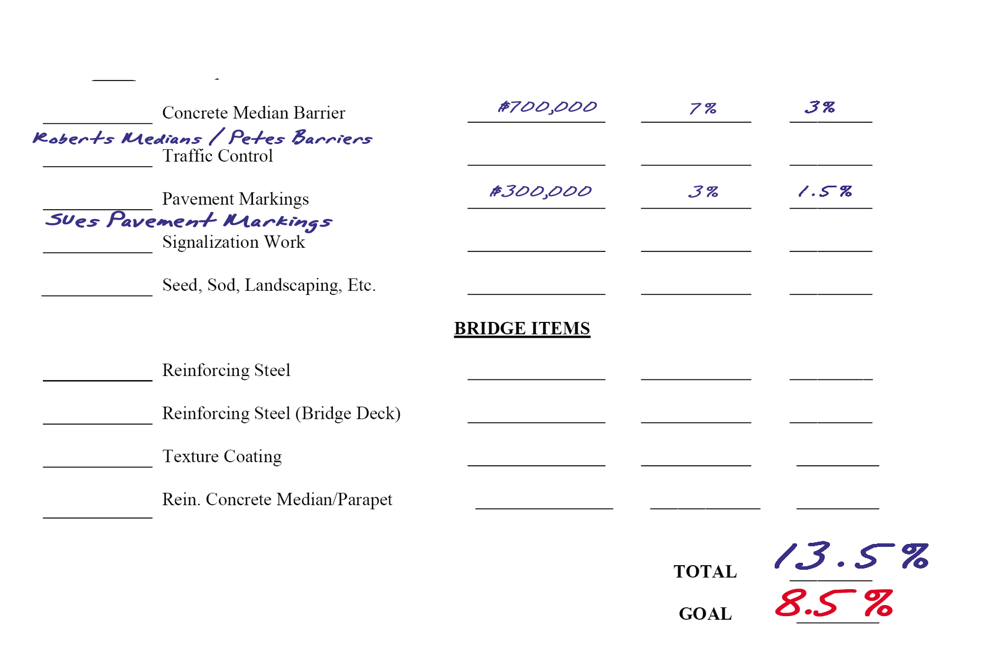 Concrete Median Barrier $700,000 7% 3%
Roberts Medians / Petes Barriers
Traffic Control
Pavement Markings $300,000 3% 1.5%
Sues Pavement Markings
Signalization Work
Seed, Sod, Landscaping, Etc.
BRIDGE ITEMS
Reinforcing Steel
Reinforcing Steel (Bridge Deck)
Texture Coating
Rein. Concrete Median/Parapet
TOTAL 13.5%
GOAL 8.5%